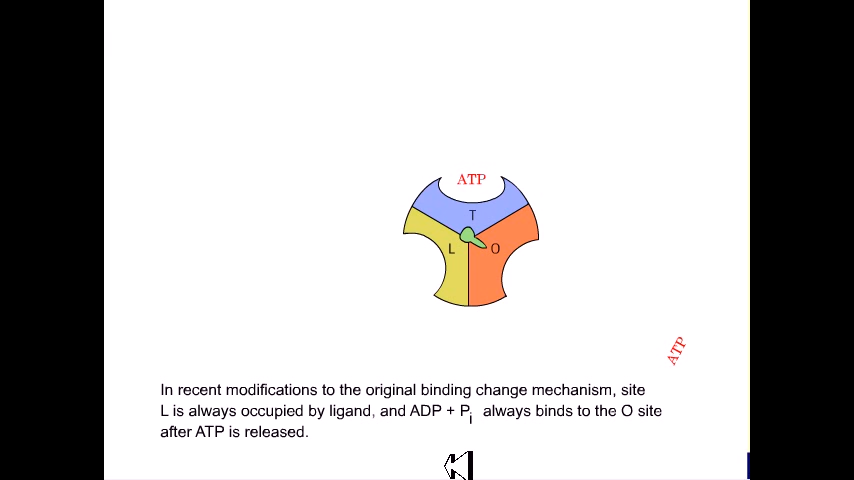 ATP
T
L
O
ATP
In recent modifications to the original binding change mechanism, site
L is always occupied by ligand, and ADP + Pi always binds to the O site
after ATP is released.